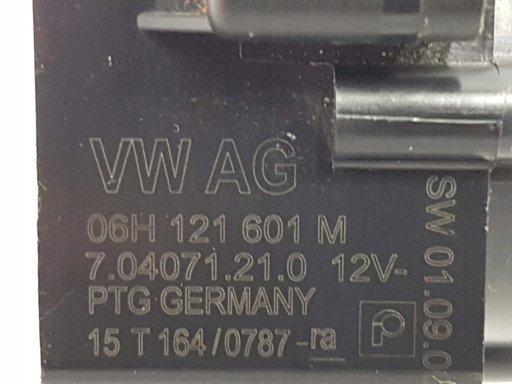 VW AG
06H 121 601 M
7.04071.21.0 12V-
PTG GERMANY
15 T 164/0787-ra
SW 01.09.0